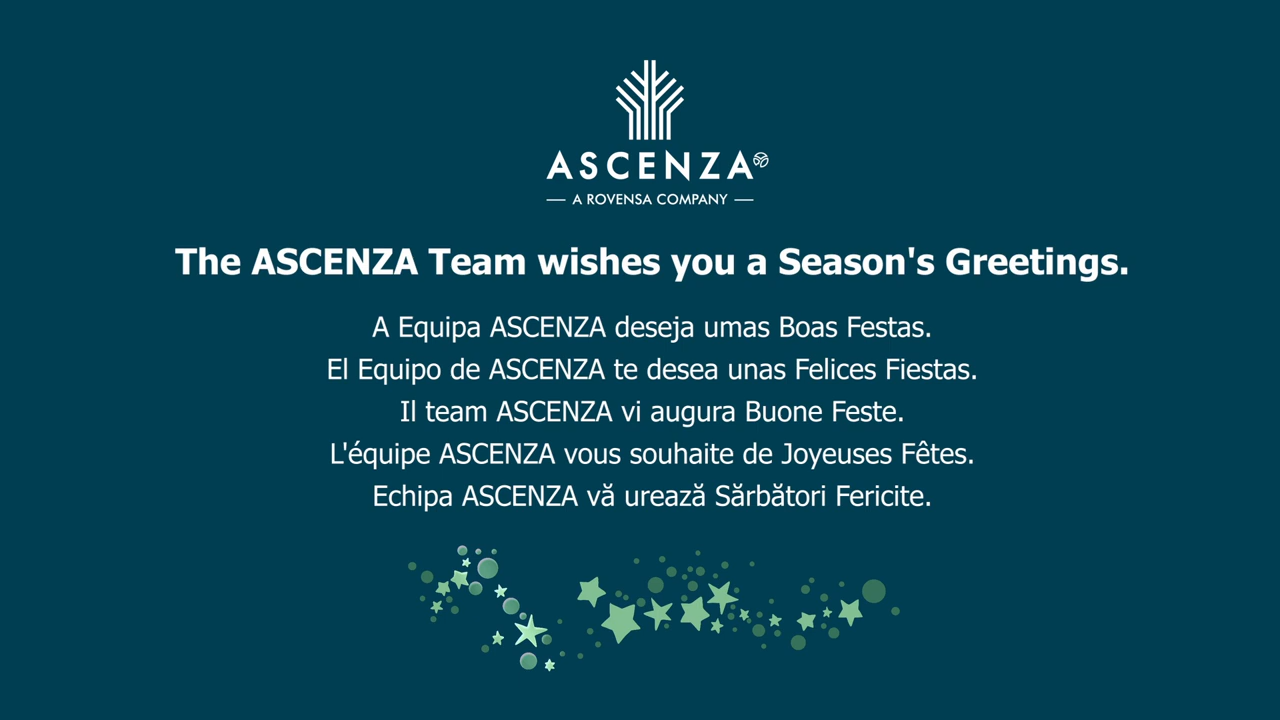 ASCENZA
A ROVENSA COMPANY
The ASCENZA Team wishes you a Season's Greetings.
A Equipa ASCENZA deseja umas Boas Festas.
El Equipo de ASCENZA te desea unas Felices Fiestas.
Il team ASCENZA vi augura Buone Feste.
L'équipe ASCENZA vous souhaite de Joyeuses Fêtes.
Echipa ASCENZA vă urează Sărbători Fericite.